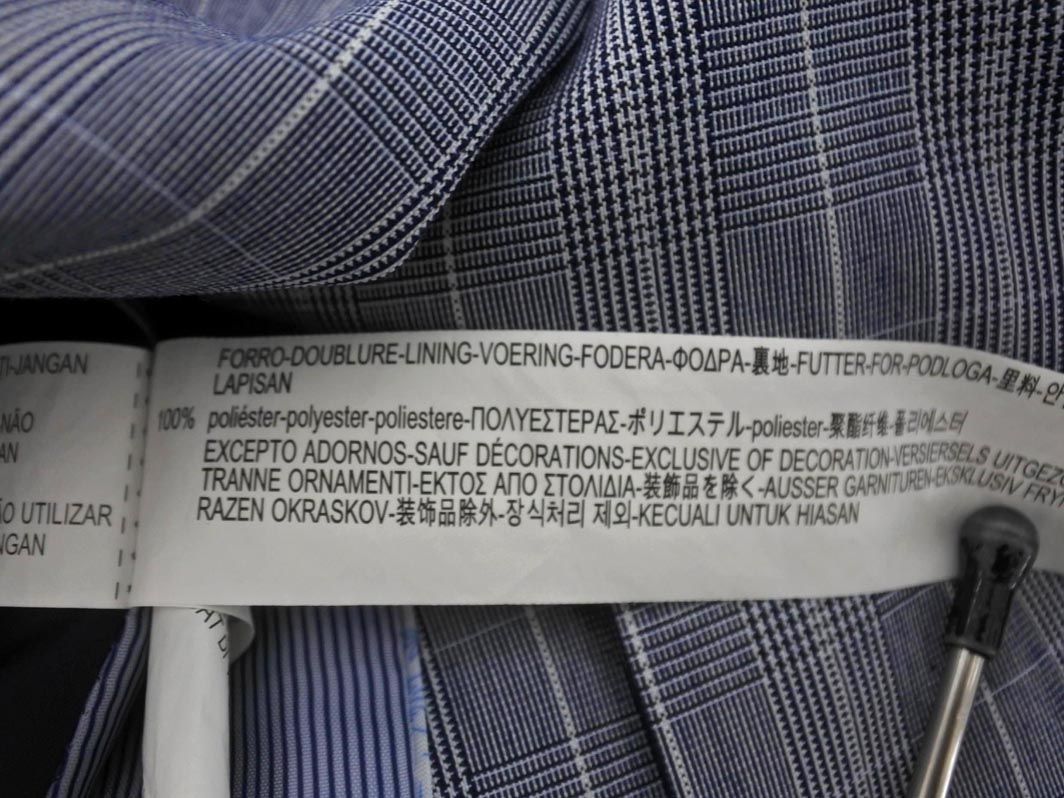 TI-JANGAN
NÃO
AN
ÃO UTILIZAR
NGAN
FORRO-DOUBLURE-LINING-VOERING-FODERA-ΦΟΔΡΑ-裏地-FUTTER-FOR-PODLOGA-里料-안
LAPISAN
100% poliéster-polyester-poliestere-ΠΟΛΥΕΣΤΕΡΑΣ-ポリエステル-poliester-聚酯纤维-폴리에스터
EXCEPTO ADORNOS-SAUF DÉCORATIONS-EXCLUSIVE OF DECORATION-VERSIERSELS UITGEZ
TRANNE ORNAMENTI-ΕΚΤΟΣ ΑΠΟ ΣΤΟΛΙΔΙΑ-装飾品を除く-AUSSER GARNITUREN-EKSKLUSIV FRY
RAZEN OKRASKOV-装饰品除外-장식처리 제외-KECUALI UNTUK HIASAN